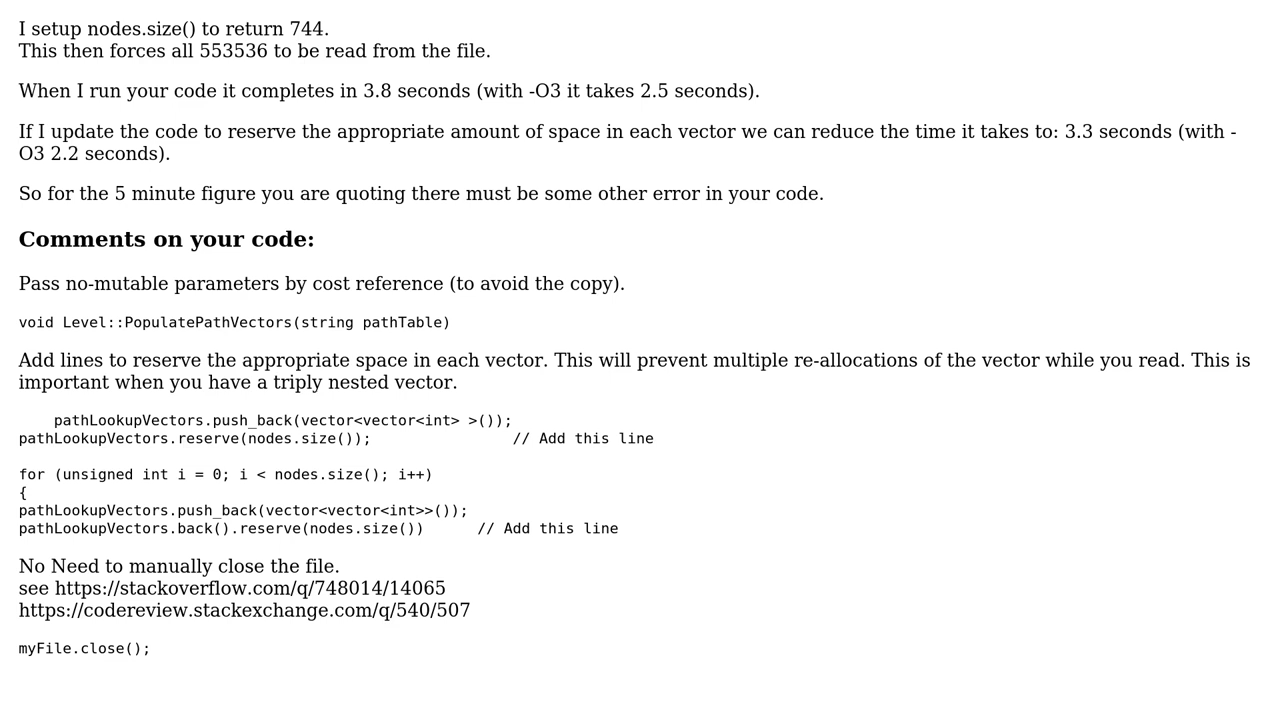 I setup nodes.size() to return 744.
This then forces all 553536 to be read from the file.
When I run your code it completes in 3.8 seconds (with -O3 it takes 2.5 seconds).
If I update the code to reserve the appropriate amount of space in each vector we can reduce the time it takes to: 3.3 seconds (with -
O3 2.2 seconds).
So for the 5 minute figure you are quoting there must be some other error in your code.
Comments on your code:
Pass no-mutable parameters by cost reference (to avoid the copy).
void Level::PopulatePathVectors(string pathTable)
Add lines to reserve the appropriate space in each vector. This will prevent multiple re-allocations of the vector while you read. This is
important when you have a triply nested vector.
    pathLookupVectors.push_back(vector<vector<int> >());
pathLookupVectors.reserve(nodes.size());                // Add this line
for (unsigned int i = 0; i < nodes.size(); i++)
{
pathLookupVectors.push_back(vector<vector<int>>());
pathLookupVectors.back().reserve(nodes.size())      // Add this line
No Need to manually close the file.
see https://stackoverflow.com/q/748014/14065
https://codereview.stackexchange.com/q/540/507
myFile.close();